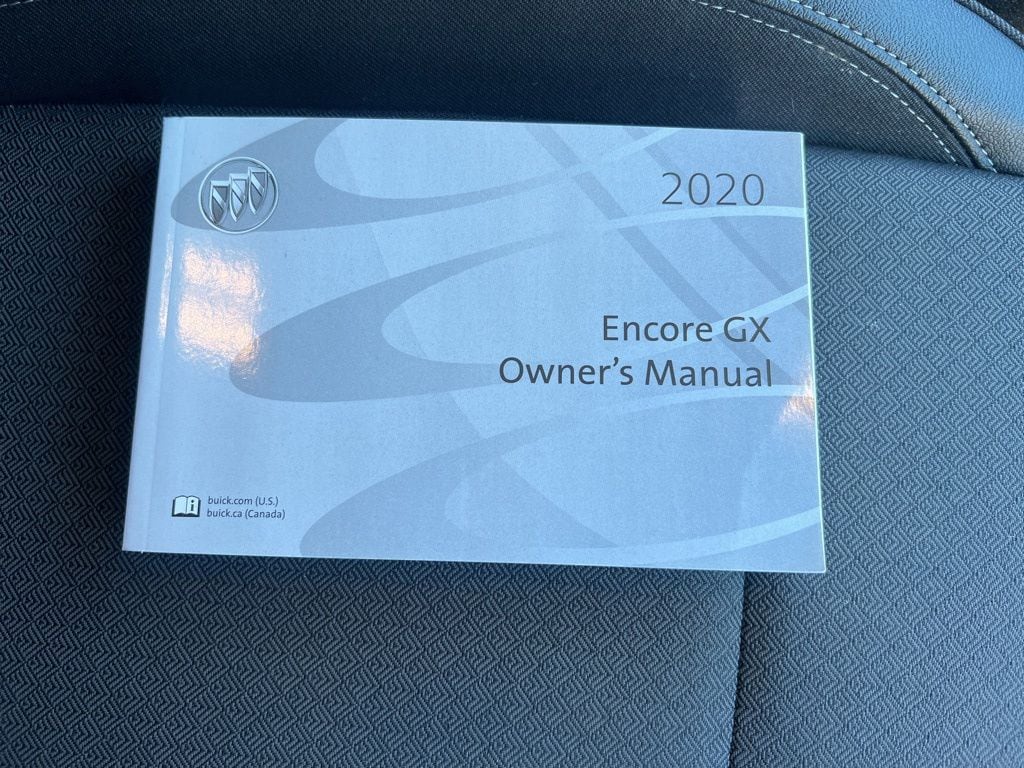 2020
Encore GX
Owner's Manual
buick.com (U.S.)
buick.ca (Canada)